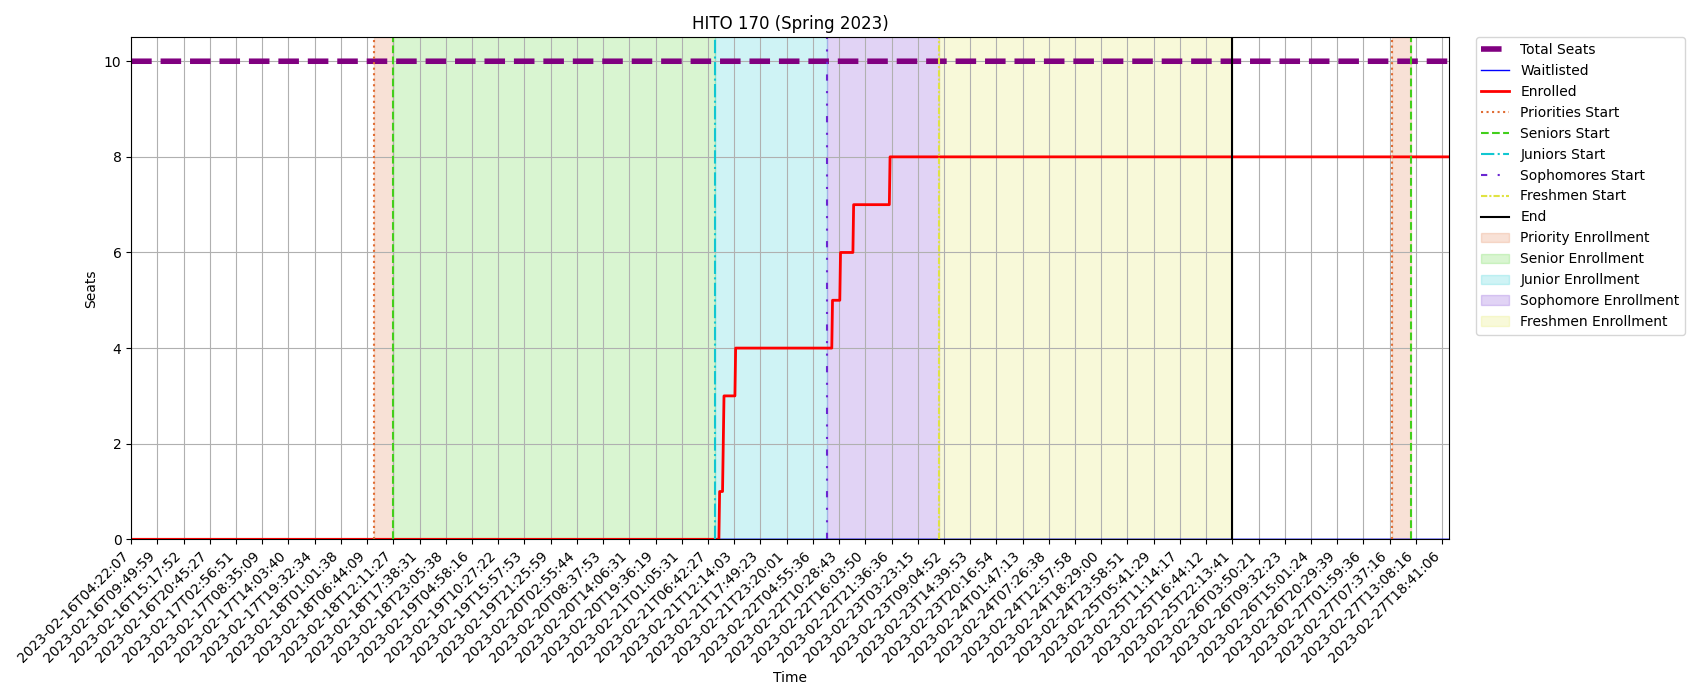 HITO 170 (Spring 2023)
Seats
10
8
6
4
2
0
2023-02-16T04:22:07
2023-02-16T09:49:59
2023-02-16T15:17:52
2023-02-16T20:45:27
2023-02-17T02:56:51
2023-02-17T08:35:09
2023-02-17T14:03:40
2023-02-17T19:32:34
2023-02-18T01:01:38
2023-02-18T06:44:09
2023-02-18T12:11:27
2023-02-18T17:38:31
2023-02-18T23:05:38
2023-02-19T04:58:16
2023-02-19T10:27:22
2023-02-19T15:57:53
2023-02-19T21:25:59
2023-02-20T02:55:44
2023-02-20T08:37:53
2023-02-20T14:06:31
2023-02-20T19:36:19
2023-02-21T01:05:31
2023-02-21T06:42:27
2023-02-21T12:14:03
2023-02-21T17:49:23
2023-02-21T23:20:01
2023-02-22T04:55:36
2023-02-22T10:28:43
2023-02-22T16:03:50
2023-02-22T21:36:36
2023-02-23T03:23:15
2023-02-23T09:04:52
2023-02-23T14:39:53
2023-02-23T20:16:54
2023-02-24T01:47:13
2023-02-24T07:26:38
2023-02-24T12:57:58
2023-02-24T18:29:00
2023-02-24T23:58:51
2023-02-25T05:41:29
2023-02-25T11:14:17
2023-02-25T16:44:12
2023-02-25T22:13:41
2023-02-26T03:50:21
2023-02-26T09:32:23
2023-02-26T15:01:24
2023-02-26T20:29:39
2023-02-27T01:59:36
2023-02-27T07:37:16
2023-02-27T13:08:16
2023-02-27T18:41:06
Time
Total Seats
Waitlisted
Enrolled
Priorities Start
Seniors Start
Juniors Start
Sophomores Start
Freshmen Start
End
Priority Enrollment
Senior Enrollment
Junior Enrollment
Sophomore Enrollment
Freshmen Enrollment